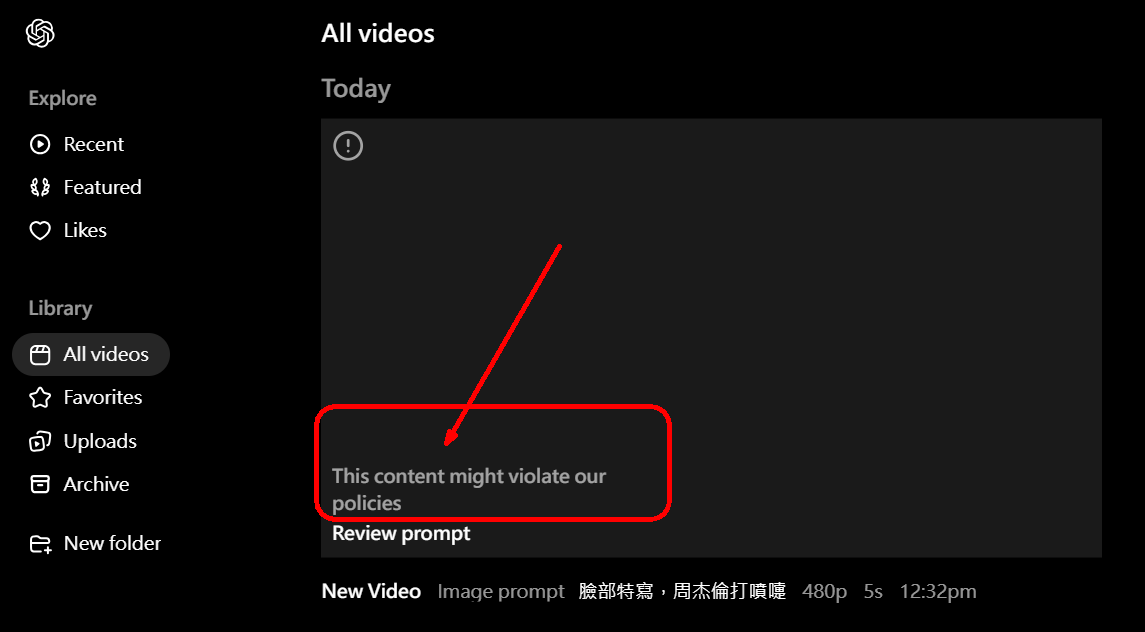 All videos
Today
Explore
Recent
Featured
Likes
Library
All videos
Favorites
Uploads
Archive
New folder
This content might violate our
policies
Review prompt
New Video Image prompt 臉部特寫，周杰倫打噴嚏 480p 5s 12:32pm